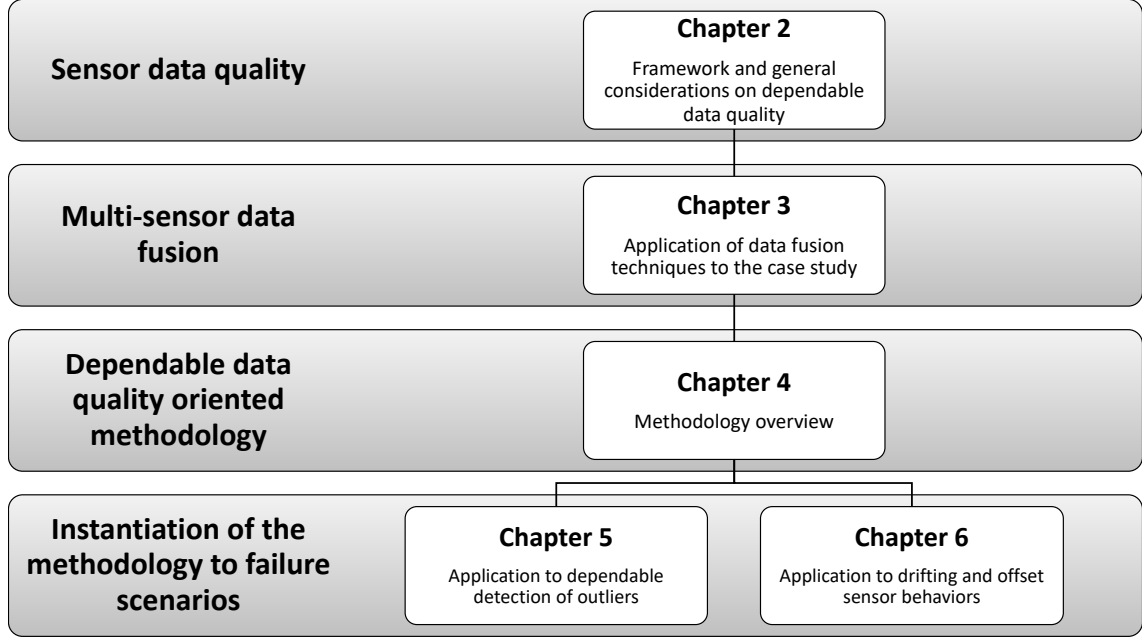 Sensor data quality
Chapter 2
Framework and general
considerations on dependable
data quality
Multi-sensor data
fusion
Chapter 3
Application of data fusion
techniques to the case study
Dependable data
quality oriented
methodology
Chapter 4
Methodology overview
Instantiation of the
methodology to failure
scenarios
Chapter 5
Application to dependable
detection of outliers
Chapter 6
Application to drifting and offset
sensor behaviors